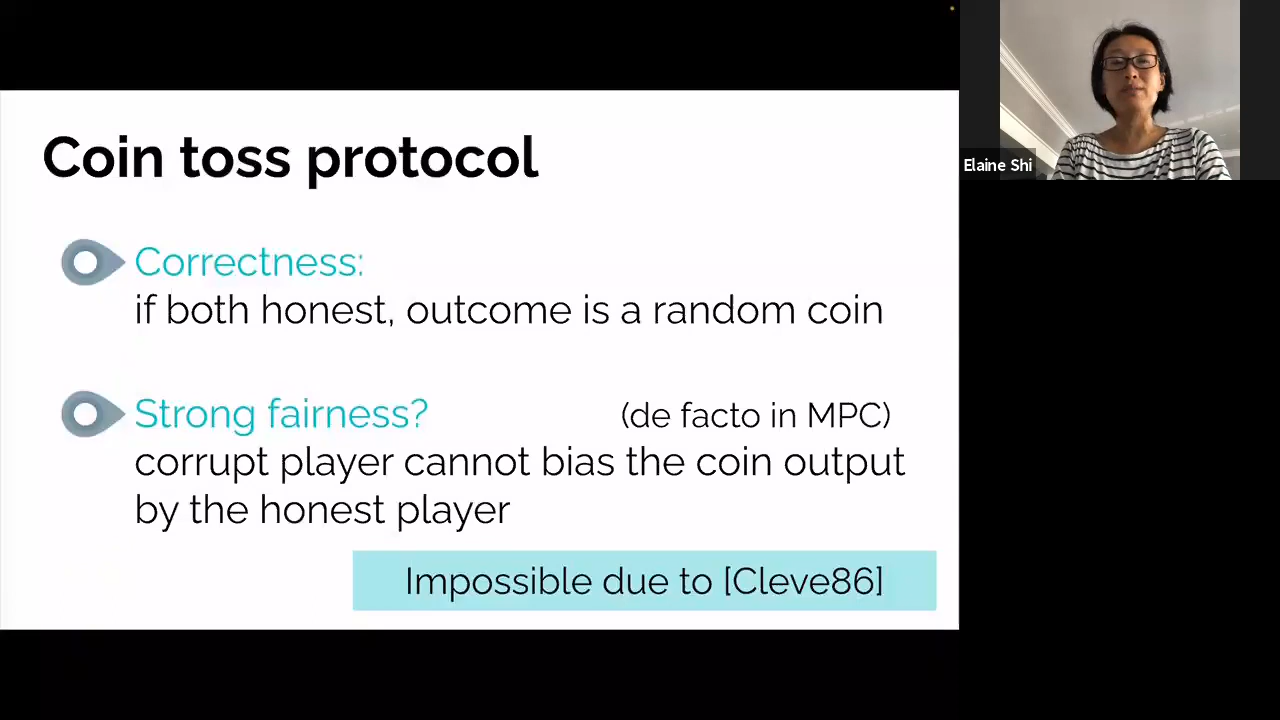 Coin toss protocol
Correctness:
if both honest, outcome is a random coin
Strong fairness? (de facto in MPC)
corrupt player cannot bias the coin output
by the honest player
Impossible due to [Cleve86]
Elaine Shi